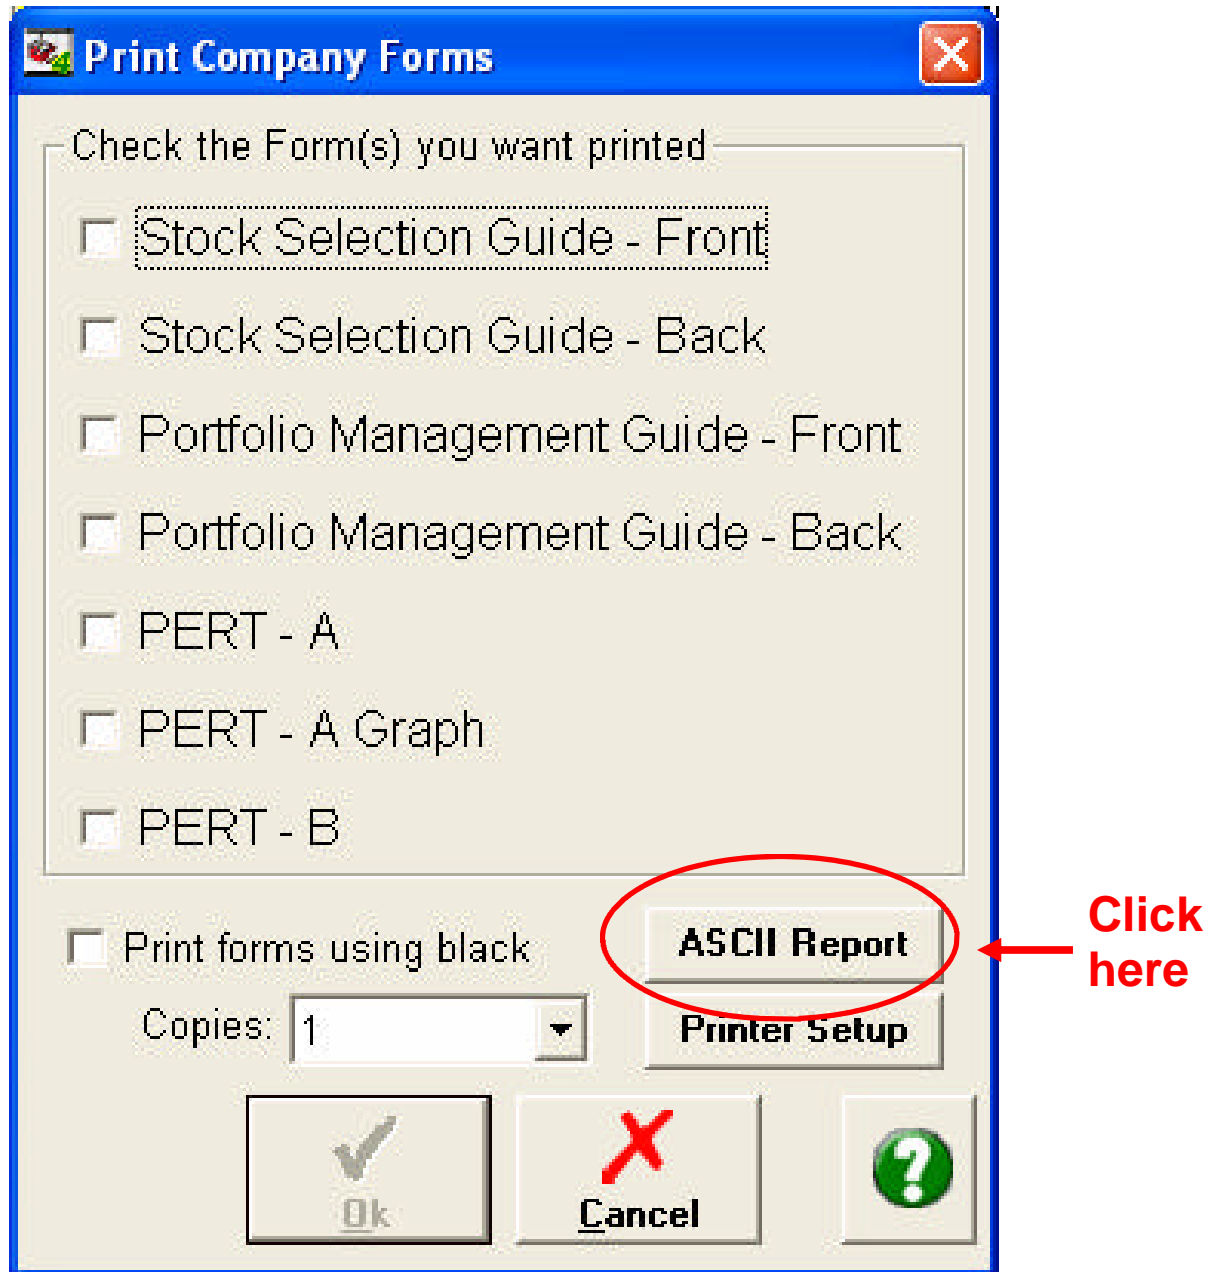 Print Company Forms
Check the Form(s) you want printed
Stock Selection Guide - Front
Stock Selection Guide - Back
Portfolio Management Guide - Front
Portfolio Management Guide - Back
PERT - A
PERT - A Graph
PERT - B
Print forms using black
ASCII Report
Click
here
Copies: 1
Printer Setup
Ok
Cancel
?